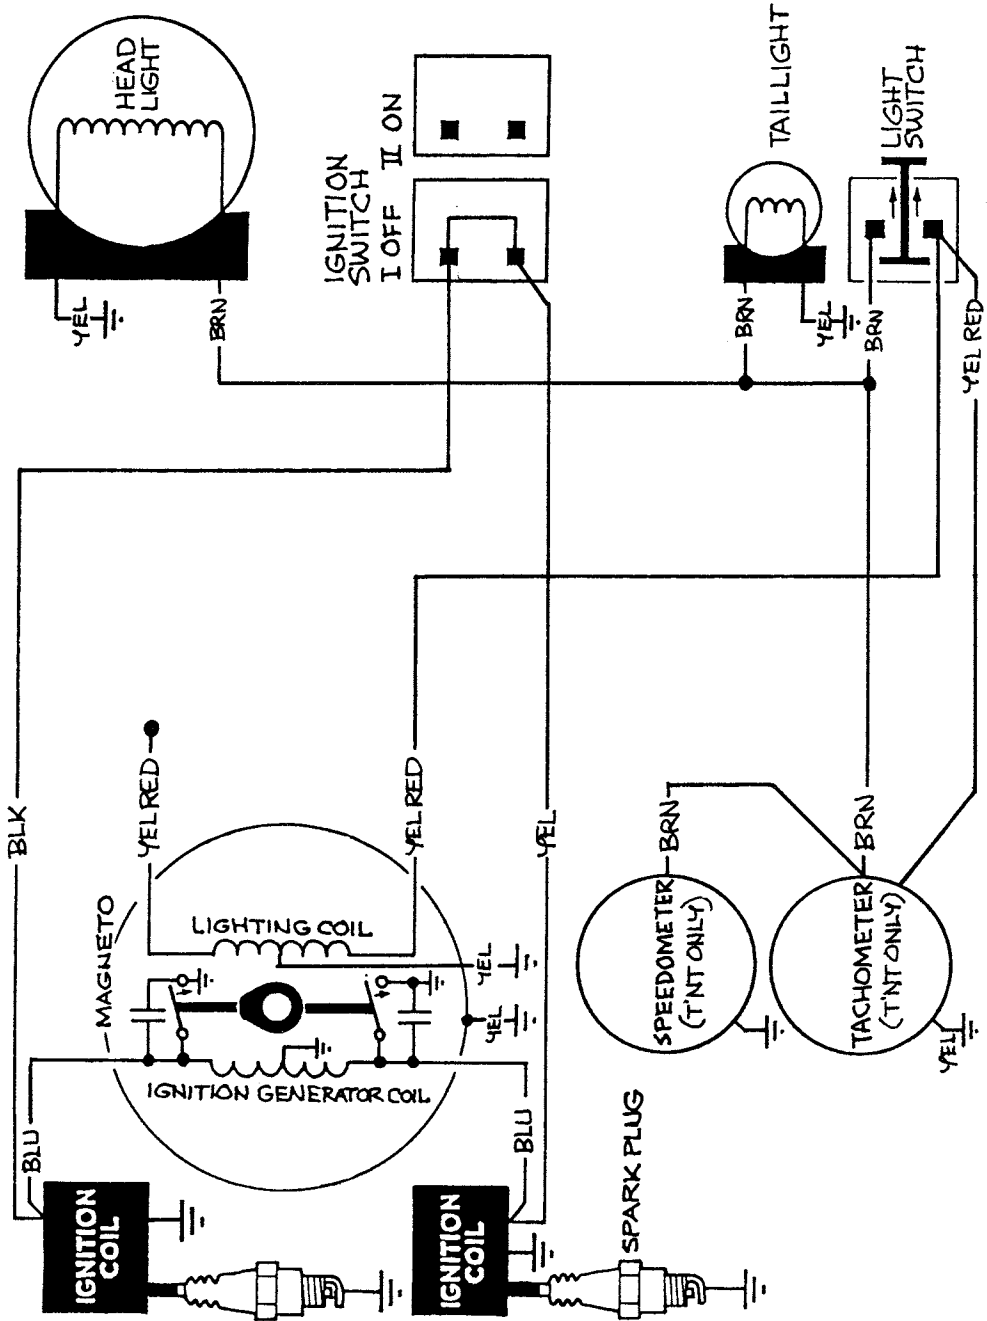 HEAD
LIGHT
YEL
BRN
IGNITION
SWITCH
I OFF
II ON
TAILLIGHT
BRN
YEL
LIGHT
SWITCH
BRN
YEL RED
BLK
YEL RED
YEL RED
YEL
MAGNETO
LIGHTING COIL
YEL
YEL
IGNITION GENERATOR COIL
BRN
SPEEDOMETER
(T'NT ONLY)
BRN
TACHOMETER
(T'NT ONLY)
YEL
BLU
BLU
IGNITION
COIL
IGNITION
COIL
SPARK PLUG